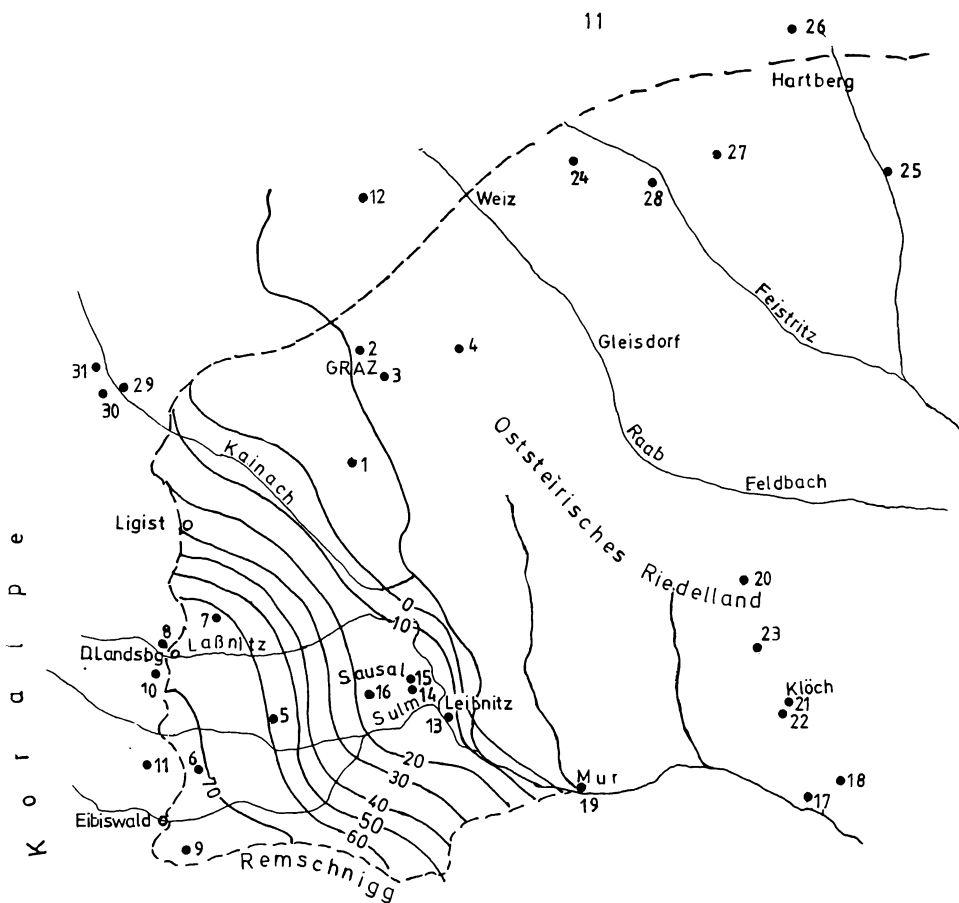 11
26
Hartberg
27
24
25
28
12
Weiz
Feistritz
Gleisdorf
2
GRAZ
3
4
31
29
30
Oststeirisches Riedelland
Raab
Kainach
1
Feldbach
Ligist
20
0
10
7
8
Laßnitz
D.Landsbg
23
10
Sausal
15
16
14
Klöch
21
22
Sulm
Leibnitz
13
5
11
6
70
20
30
Mur
19
18
17
40
50
60
Eibiswald
9
Remschnigg
Koralpe